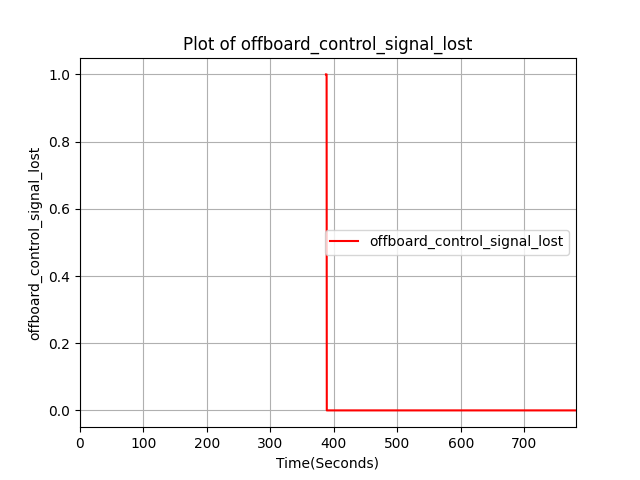 Plot of offboard_control_signal_lost
1.0
0.8
0.6
0.4
0.2
0.0
offboard_control_signal_lost
offboard_control_signal_lost
0 100 200 300 400 500 600 700
Time(Seconds)